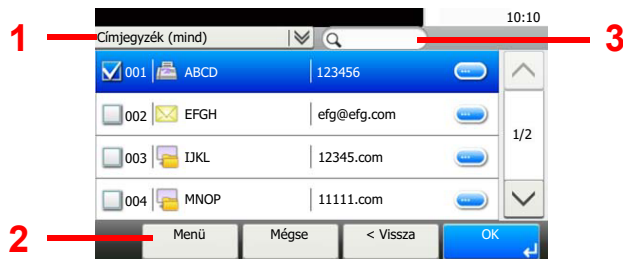 10:10
1 Címjegyzék (mind) 3
001 ABCD 123456
002 EFGH efg@efg.com
1/2
003 IJKL 12345.com
004 MNOP 11111.com
2 Menü Mégse < Vissza OK